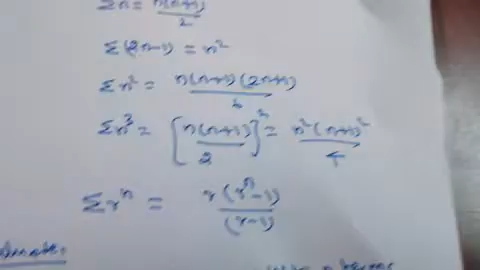 Σn = n(n+1)/2
Σ(2n-1) = n²
Σn² = n(n+1)(2n+1)/6
Σn³ = [n(n+1)/2]² = n²(n+1)²/4
Σrⁿ = r(rⁿ-1)/(r-1)